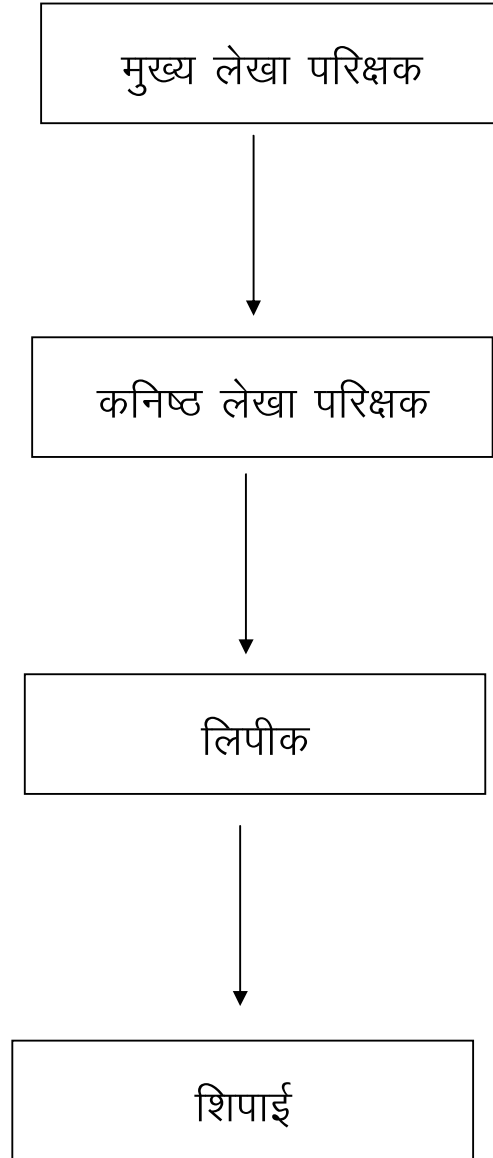 मुख्य लेखा परिक्षक
कनिष्ठ लेखा परिक्षक
लिपीक
शिपाई